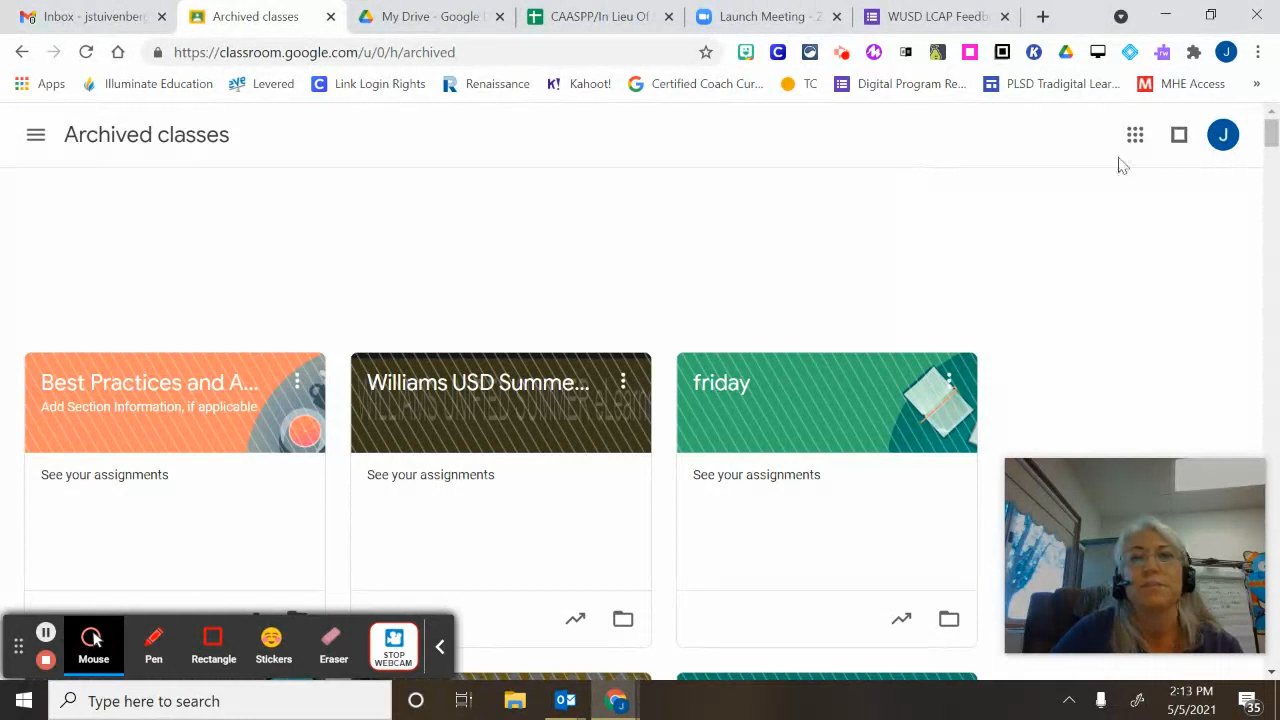 Inbox - jstuivenber
Archived classes
My Drive - Google D
CAASPP/In Lieu Of
Launch Meeting - Z
WUSD LCAP Feedb
https://classroom.google.com/u/0/h/archived
J
Apps
Illuminate Education
Levered
Link Login Rights
Renaissance
Kahoot!
Certified Coach Cur...
TC
Digital Program Re...
PLSD Tradigital Lear...
MHE Access
»
Archived classes
J
Best Practices and A...
Add Section Information, if applicable
See your assignments
Williams USD Summe...
See your assignments
friday
See your assignments
Mouse
Pen
Rectangle
Stickers
Eraser
STOP
WEBCAM
Type here to search
2:13 PM
5/5/2021
35